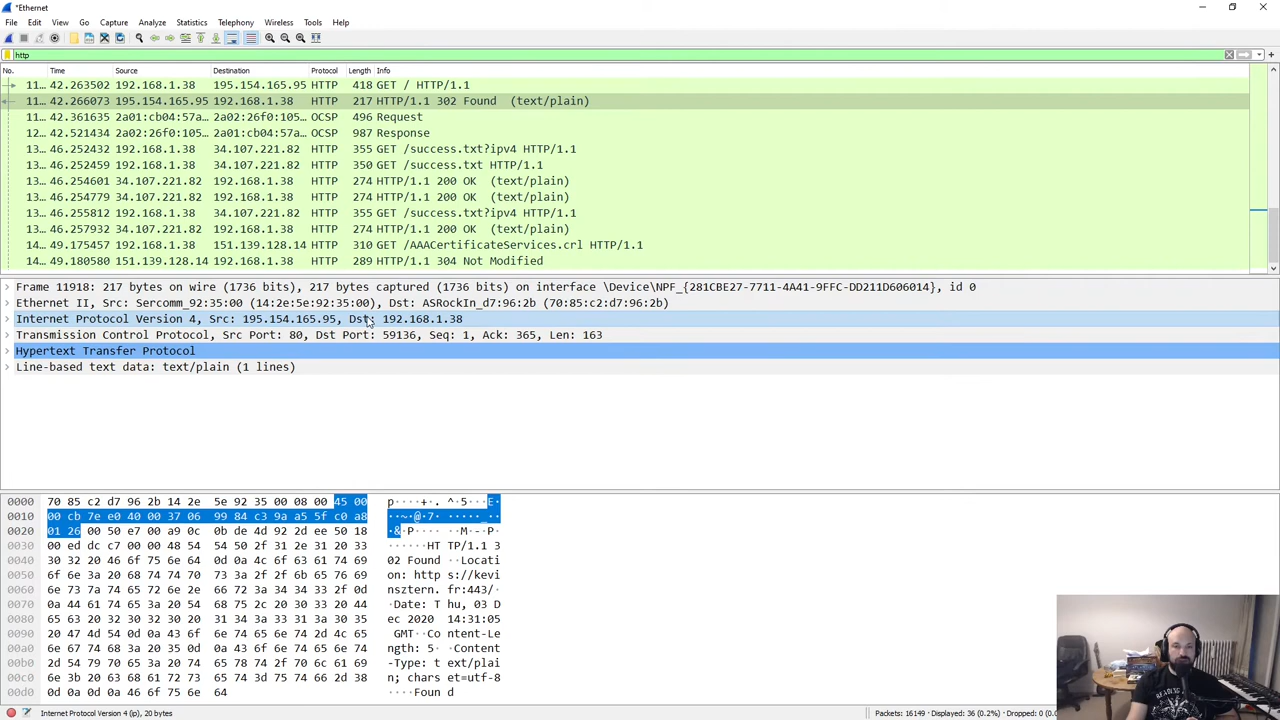 *Ethernet
File Edit View Go Capture Analyze Statistics Telephony Wireless Tools Help
http
No. Time Source Destination Protocol Length Info
11… 42.263502 192.168.1.38 195.154.165.95 HTTP 418 GET / HTTP/1.1
11… 42.266073 195.154.165.95 192.168.1.38 HTTP 217 HTTP/1.1 302 Found (text/plain)
11… 42.361635 2a01:cb04:57a… 2a02:26f0:105… OCSP 496 Request
12… 42.521434 2a02:26f0:105… 2a01:cb04:57a… OCSP 987 Response
13… 46.252432 192.168.1.38 34.107.221.82 HTTP 355 GET /success.txt?ipv4 HTTP/1.1
13… 46.252459 192.168.1.38 34.107.221.82 HTTP 350 GET /success.txt HTTP/1.1
13… 46.254601 34.107.221.82 192.168.1.38 HTTP 274 HTTP/1.1 200 OK (text/plain)
13… 46.254779 34.107.221.82 192.168.1.38 HTTP 274 HTTP/1.1 200 OK (text/plain)
13… 46.255812 192.168.1.38 34.107.221.82 HTTP 355 GET /success.txt?ipv4 HTTP/1.1
13… 46.257932 34.107.221.82 192.168.1.38 HTTP 274 HTTP/1.1 200 OK (text/plain)
14… 49.175457 192.168.1.38 151.139.128.14 HTTP 310 GET /AAACertificateServices.crl HTTP/1.1
14… 49.180580 151.139.128.14 192.168.1.38 HTTP 289 HTTP/1.1 304 Not Modified
Frame 11918: 217 bytes on wire (1736 bits), 217 bytes captured (1736 bits) on interface \Device\NPF_{281CBE27-7711-4A41-9FFC-DD211D606014}, id 0
Ethernet II, Src: Sercomm_92:35:00 (14:2e:5e:92:35:00), Dst: ASRockIn_d7:96:2b (70:85:c2:d7:96:2b)
Internet Protocol Version 4, Src: 195.154.165.95, Dst: 192.168.1.38
Transmission Control Protocol, Src Port: 80, Dst Port: 59136, Seq: 1, Ack: 365, Len: 163
Hypertext Transfer Protocol
Line-based text data: text/plain (1 lines)
0000 70 85 c2 d7 96 2b 14 2e 5e 92 35 00 08 00 45 00 p····+·. ^·5···E·
0010 00 cb 7e e0 40 00 37 06 99 84 c3 9a a5 5f c0 a8 ··~·@·7· ·····_··
0020 01 26 00 50 e7 00 a9 0c 0b de 4d 92 2d ee 50 18 ·&·P···· ··M·-·P·
0030 00 ed dc c7 00 00 48 54 54 50 2f 31 2e 31 20 33 ······HT TP/1.1 3
0040 30 32 20 46 6f 75 6e 64 0d 0a 4c 6f 63 61 74 69 02 Found ··Locati
0050 6f 6e 3a 20 68 74 74 70 73 3a 2f 2f 6b 65 76 69 on: http s://kevi
0060 6e 73 7a 74 65 72 6e 2e 66 72 3a 34 34 33 2f 0d nsztern. fr:443/·
0070 0a 44 61 74 65 3a 20 54 68 75 2c 20 30 33 20 44 ·Date: T hu, 03 D
0080 65 63 20 32 30 32 30 20 31 34 3a 33 31 3a 30 35 ec 2020 14:31:05
0090 20 47 4d 54 0d 0a 43 6f 6e 74 65 6e 74 2d 4c 65 GMT··Co ntent-Le
00a0 6e 67 74 68 3a 20 35 0d 0a 43 6f 6e 74 65 6e 74 ngth: 5· ·Content
00b0 2d 54 79 70 65 3a 20 74 65 78 74 2f 70 6c 61 69 -Type: t ext/plai
00c0 6e 3b 20 63 68 61 72 73 65 74 3d 75 74 66 2d 38 n; chars et=utf-8
00d0 0d 0a 0d 0a 46 6f 75 6e 64 ····Foun d
Internet Protocol Version 4 (ip), 20 bytes Packets: 16149 · Displayed: 36 (0.2%) · Dropped: 0 (0.0